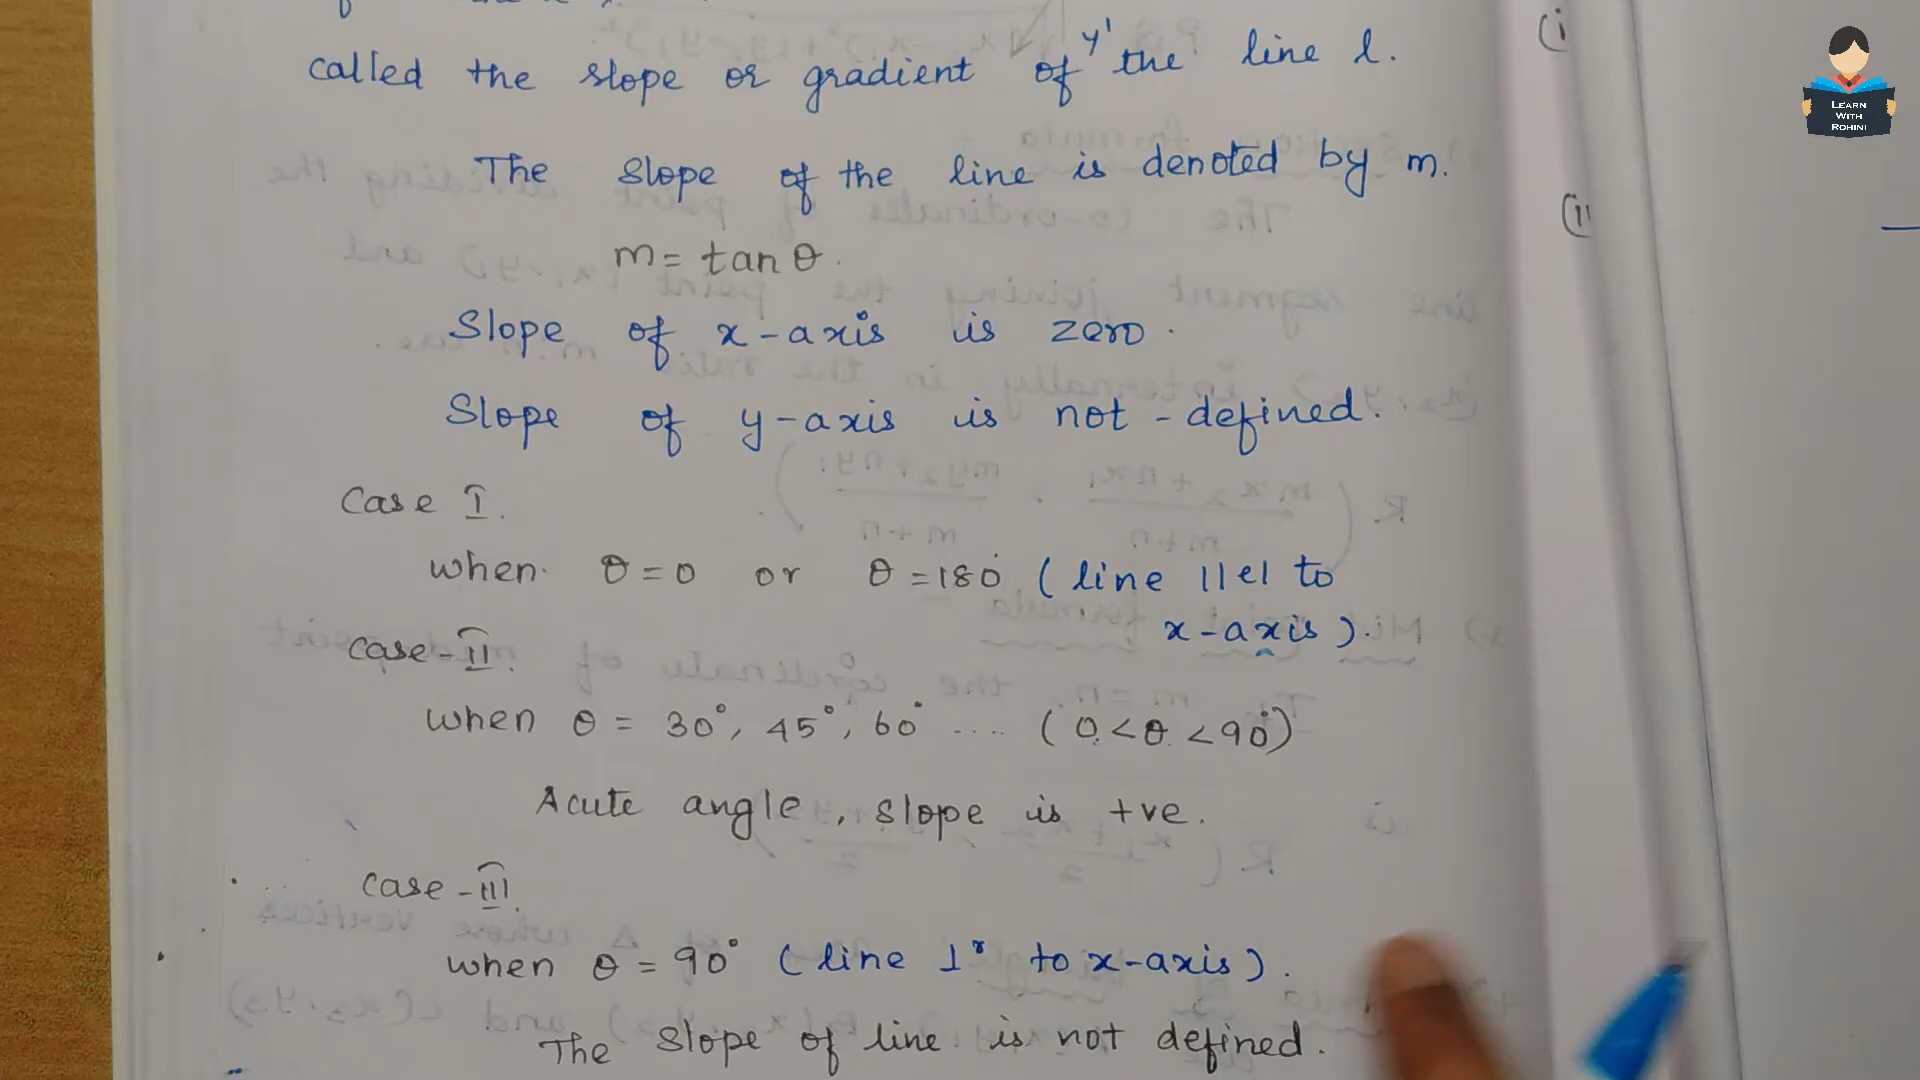 called the slope or gradient of the line l.
y'
The slope of the line is denoted by m.
m = tan θ.
Slope of x-axis is zero.
Slope of y-axis is not-defined.
Case I.
when θ = 0 or θ = 180° (line ||el to
x-axis).
Case-II.
when θ = 30°, 45°, 60° .... (0 < θ < 90°)
Acute angle, slope is +ve.
Case-III.
when θ = 90° (line ⊥r to x-axis).
The slope of line is not defined.
(i
(ii
LEARN
WITH
ROHINI